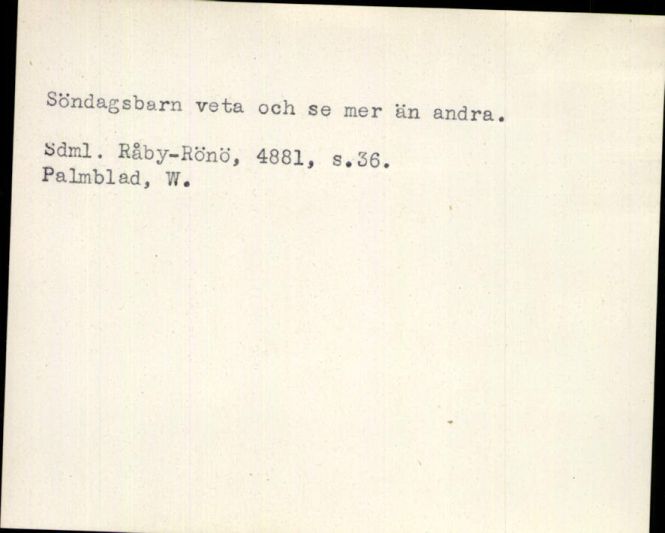 Söndagsbarn veta och se mer än andra.
Sdml. Råby-Rönö, 4881, s.36.
Palmblad, W.